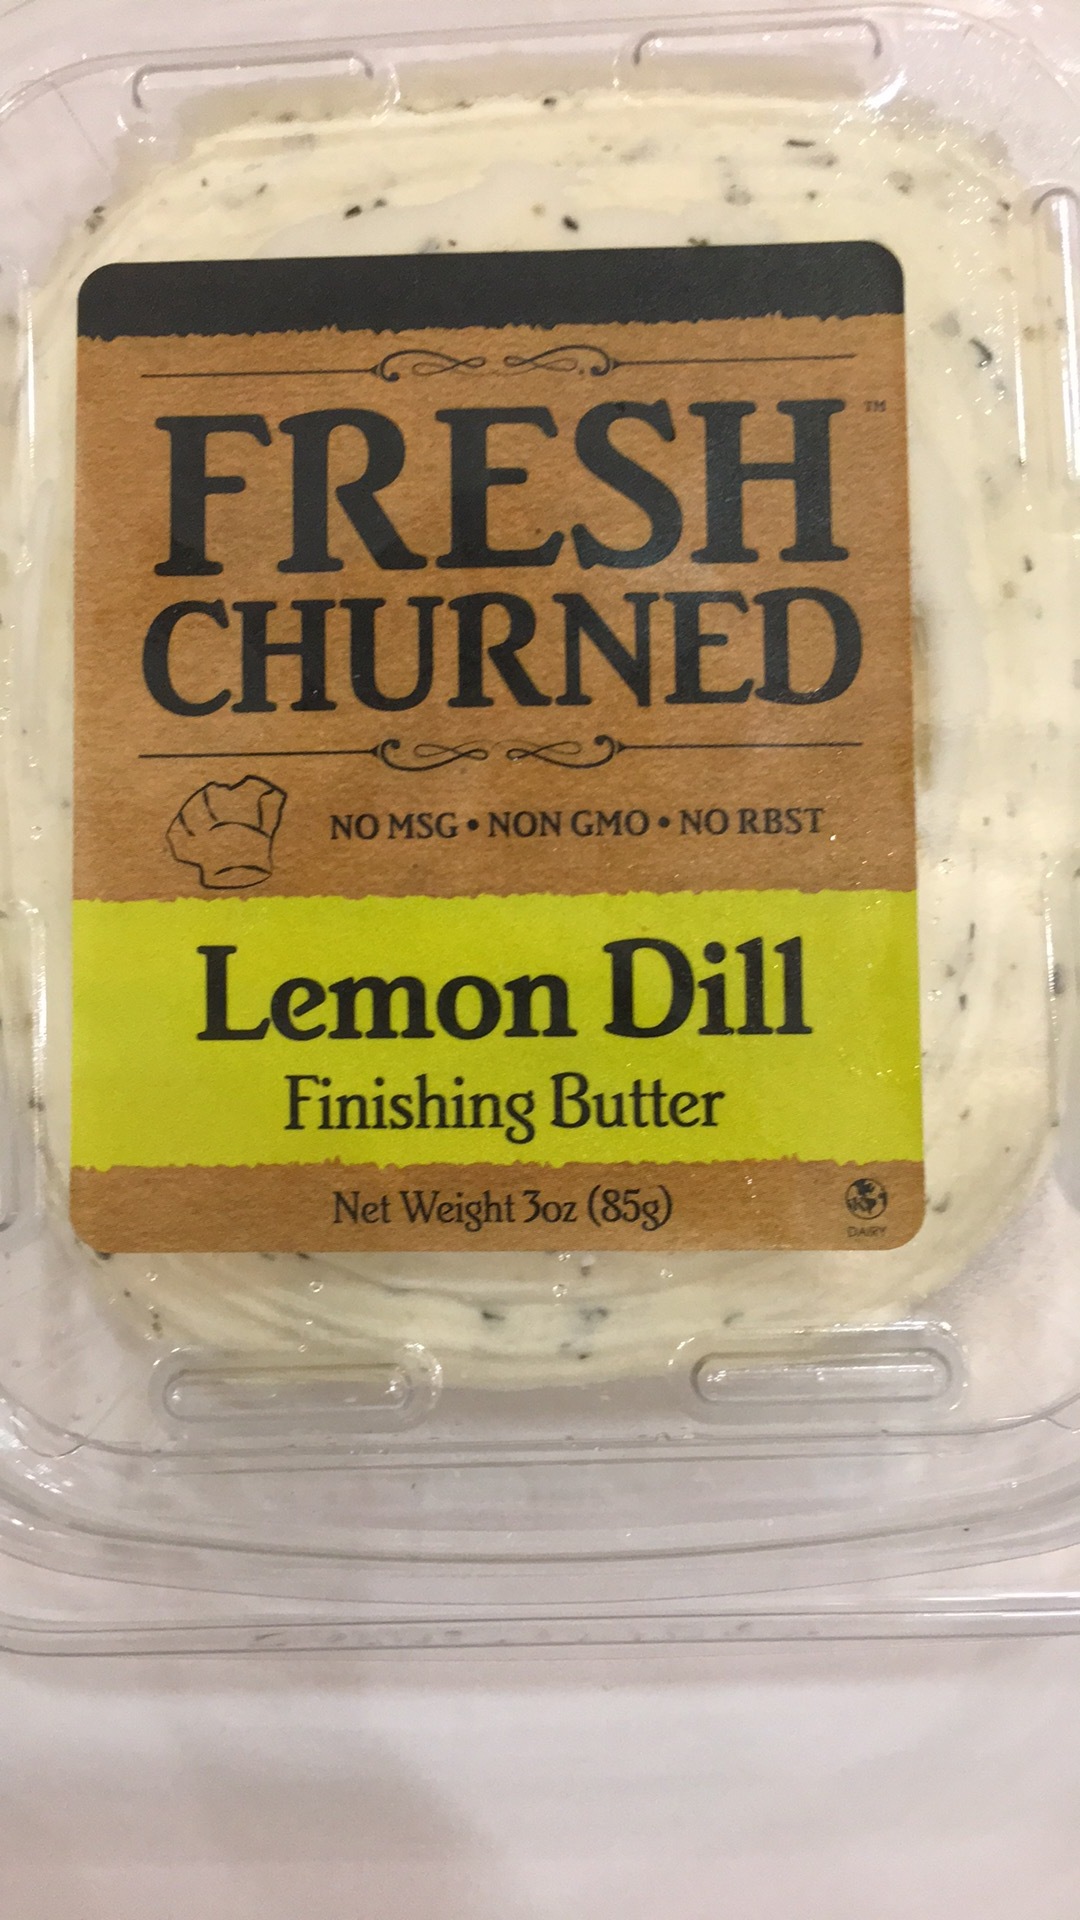 FRESH™
CHURNED
NO MSG • NON GMO • NO RBST
Lemon Dill
Finishing Butter
Net Weight 3oz (85g)
DAIRY